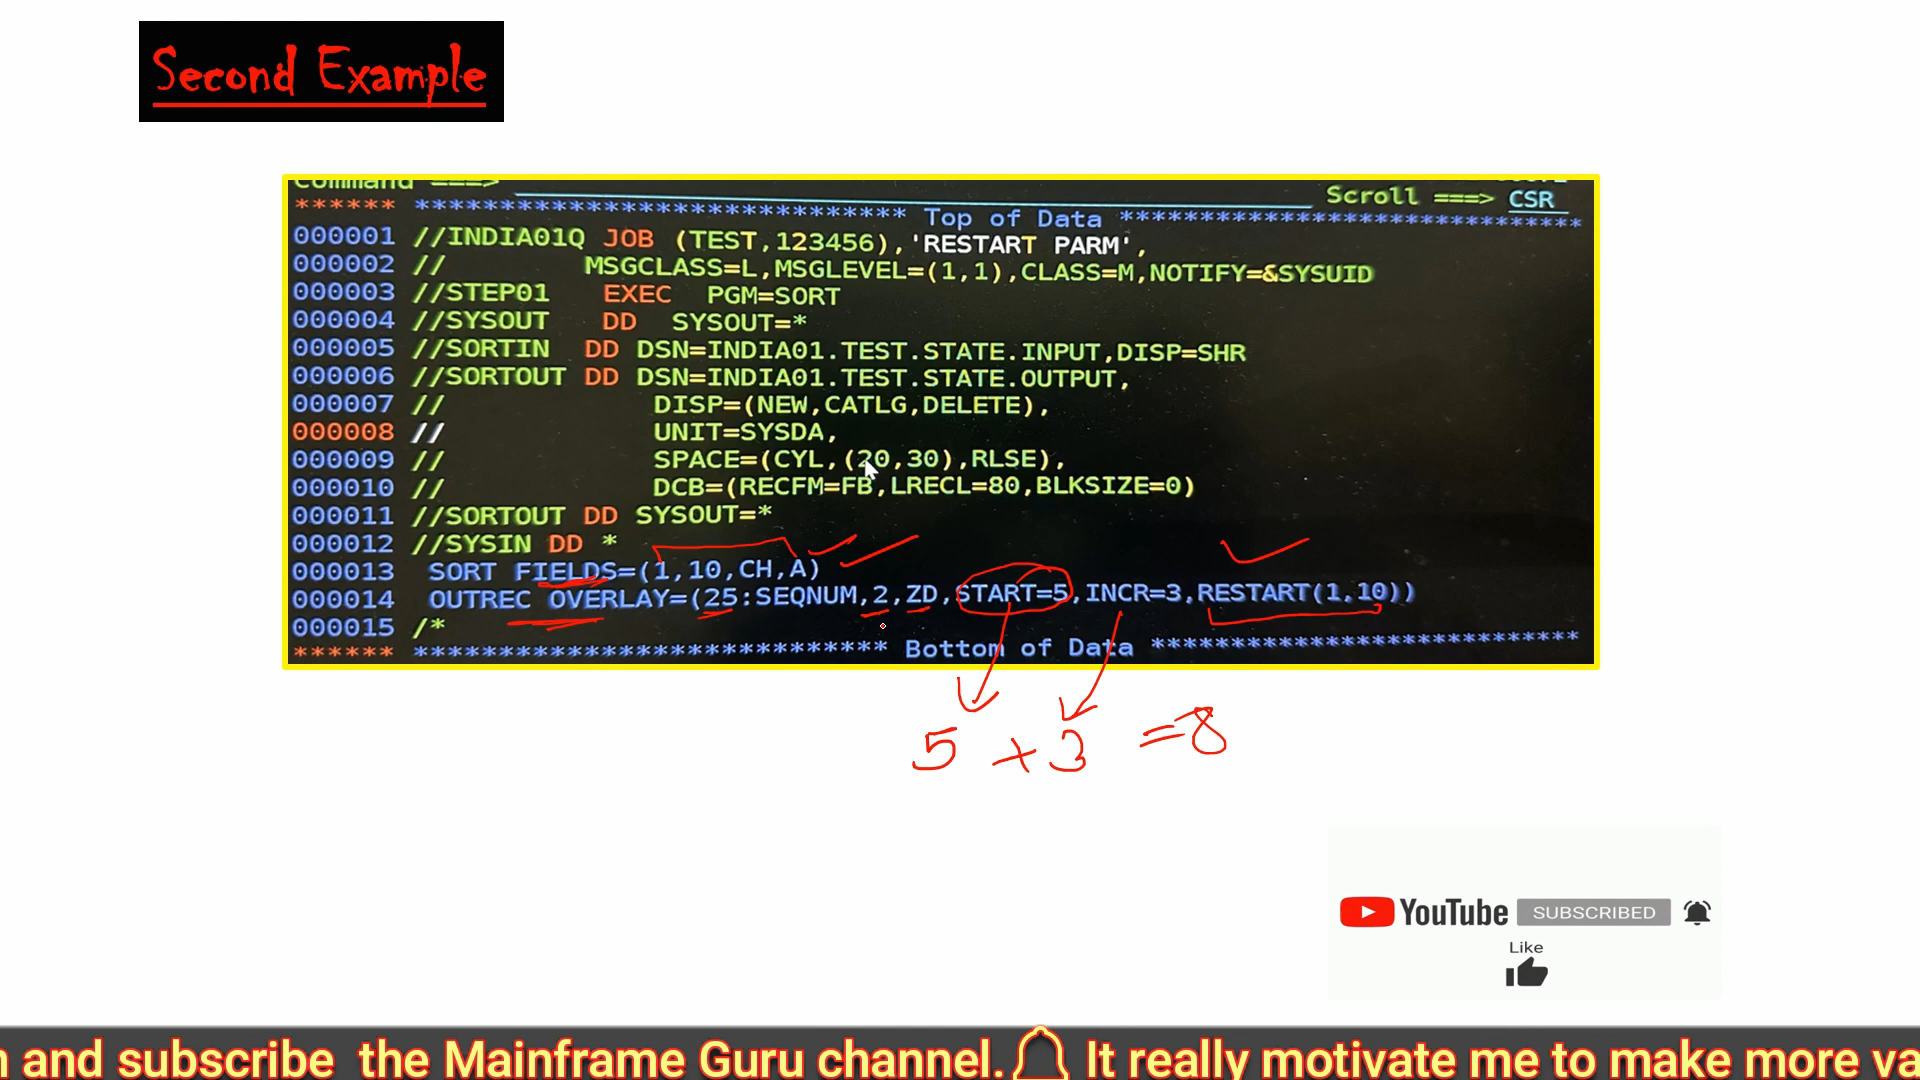 Second Example
Command ===>
Scroll ===> CSR
****** **************************** Top of Data ****************************
000001 //INDIA01Q JOB (TEST,123456),'RESTART PARM',
000002 // MSGCLASS=L,MSGLEVEL=(1,1),CLASS=M,NOTIFY=&SYSUID
000003 //STEP01 EXEC PGM=SORT
000004 //SYSOUT DD SYSOUT=*
000005 //SORTIN DD DSN=INDIA01.TEST.STATE.INPUT,DISP=SHR
000006 //SORTOUT DD DSN=INDIA01.TEST.STATE.OUTPUT,
000007 // DISP=(NEW,CATLG,DELETE),
000008 // UNIT=SYSDA,
000009 // SPACE=(CYL,(20,30),RLSE),
000010 // DCB=(RECFM=FB,LRECL=80,BLKSIZE=0)
000011 //SORTOUT DD SYSOUT=*
000012 //SYSIN DD *
000013 SORT FIELDS=(1,10,CH,A)
000014 OUTREC OVERLAY=(25:SEQNUM,2,ZD,START=5,INCR=3,RESTART(1,10))
000015 /*
****** *************************** Bottom of Data **************************
5 + 3 = 8
YouTube SUBSCRIBED
Like
and subscribe the Mainframe Guru channel. It really motivate me to make more